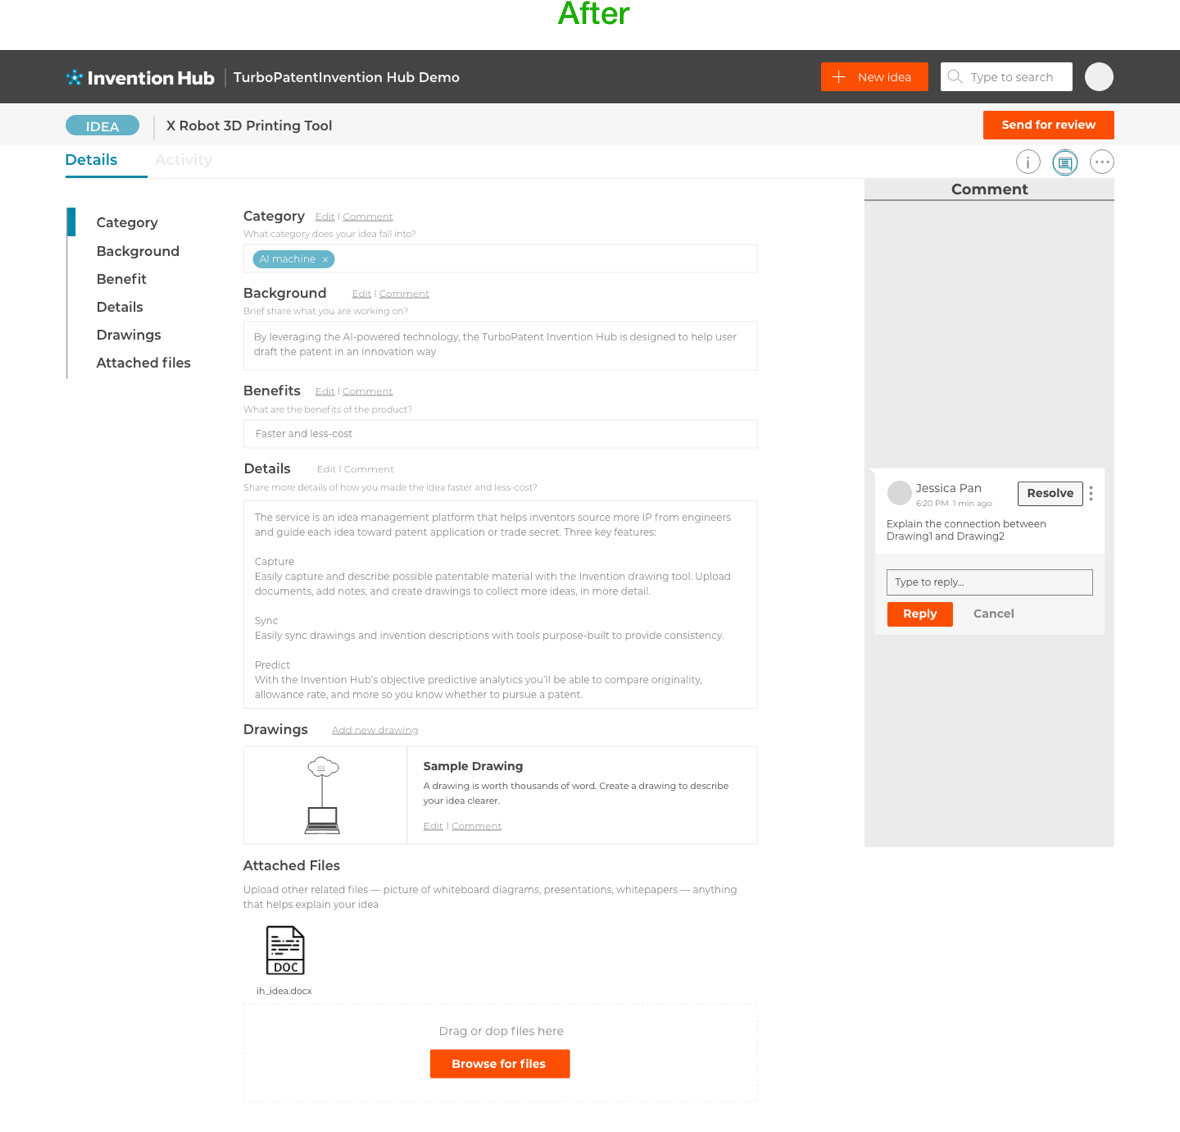 After
Invention Hub
TurboPatentInvention Hub Demo
New idea
Type to search
IDEA
X Robot 3D Printing Tool
Send for review
Details
Activity
Category
Background
Benefit
Details
Drawings
Attached files
Category Edit I Comment
What category does your idea fall into?
AI machine x
Background Edit I Comment
Brief share what you are working on?
By leveraging the AI-powered technology, the TurboPatent Invention Hub is designed to help user
draft the patent in an innovation way
Benefits Edit I Comment
What are the benefits of the product?
Faster and less-cost
Details Edit I Comment
Share more details of how you made the idea faster and less-cost?
The service is an idea management platform that helps inventors source more IP from engineers
and guide each idea toward patent application or trade secret. Three key features:
Capture
Easily capture and describe possible patentable material with the Invention drawing tool. Upload
documents, add notes, and create drawings to collect more ideas, in more detail.
Sync
Easily sync drawings and invention descriptions with tools purpose-built to provide consistency.
Predict
With the Invention Hub's objective predictive analytics you'll be able to compare originality,
allowance rate, and more so you know whether to pursue a patent.
Drawings Add new drawing
Sample Drawing
A drawing is worth thousands of word. Create a drawing to describe
your idea clearer.
Edit I Comment
Attached Files
Upload other related files — picture of whiteboard diagrams, presentations, whitepapers — anything
that helps explain your idea
DOC
ih_idea.docx
Drag or dop files here
Browse for files
Comment
Jessica Pan
6:20 PM 1 min ago
Resolve
Explain the connection between
Drawing1 and Drawing2
Type to reply...
Reply
Cancel